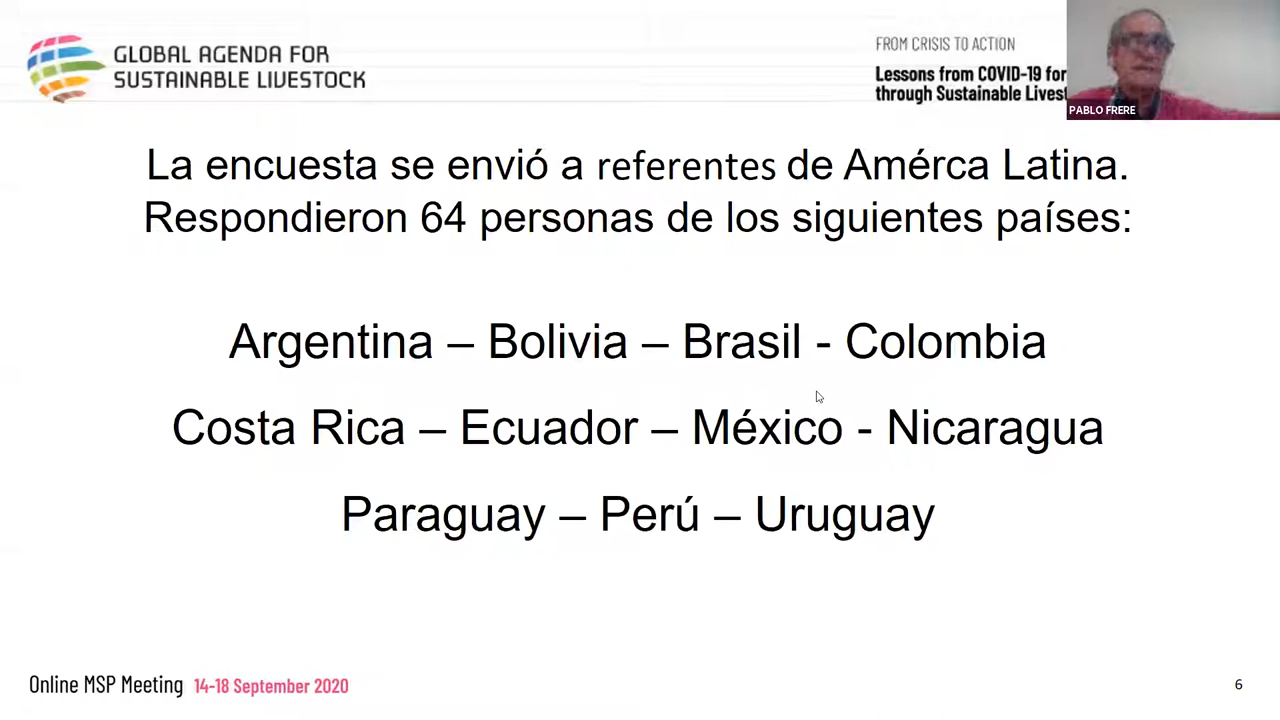 GLOBAL AGENDA FOR
SUSTAINABLE LIVESTOCK
FROM CRISIS TO ACTION
Lessons from COVID-19 for
through Sustainable Livest
PABLO FRERE
La encuesta se envió a referentes de Amérca Latina.
Respondieron 64 personas de los siguientes países:
Argentina – Bolivia – Brasil - Colombia
Costa Rica – Ecuador – México - Nicaragua
Paraguay – Perú – Uruguay
Online MSP Meeting 14-18 September 2020
6